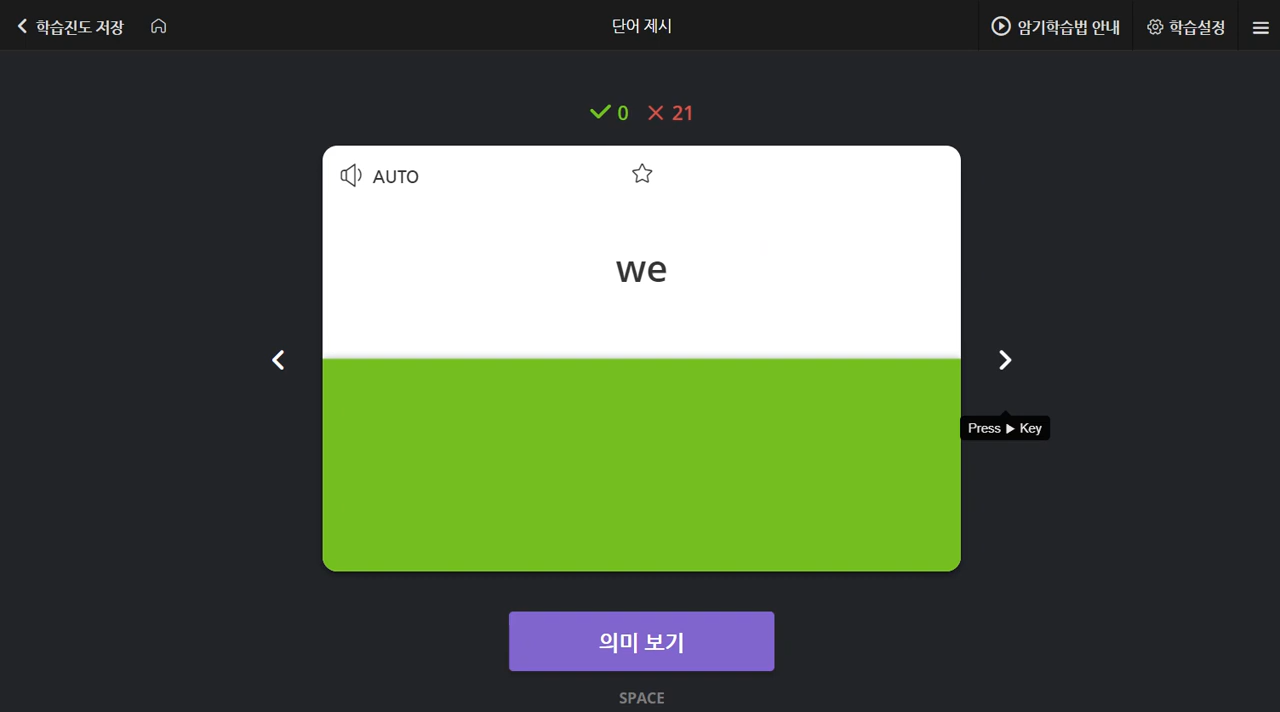 학습진도 저장
단어 제시
암기학습법 안내
학습설정
0 21
AUTO
we
Press ▶ Key
의미 보기
SPACE